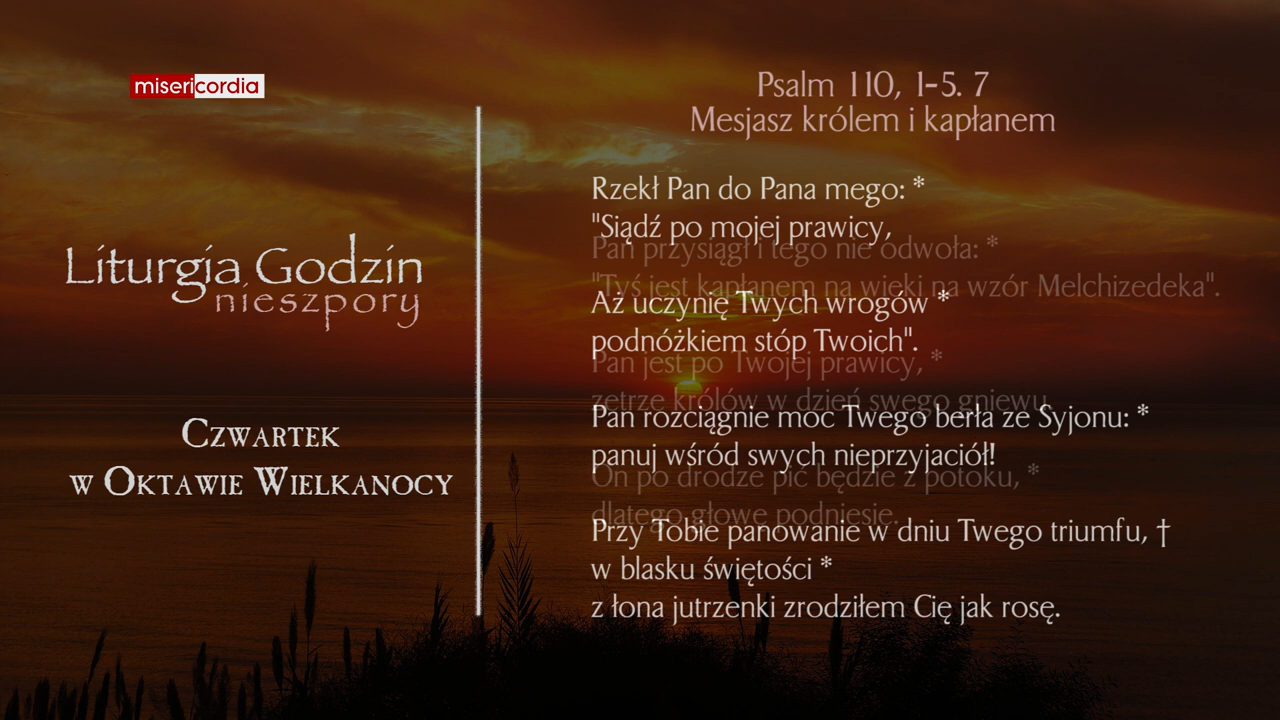 misericordia
Liturgia Godzin
nieszpory
Czwartek
w Oktawie Wielkanocy
Psalm 110, 1-5. 7
Mesjasz królem i kapłanem
Rzekł Pan do Pana mego: *
"Siądź po mojej prawicy,
Pan przysiągł i tego nie odwoła: *
"Tyś jest kapłanem na wieki na wzór Melchizedeka".
Aż uczynię Twych wrogów *
podnóżkiem stóp Twoich".
Pan jest po Twojej prawicy, *
zetrze królów w dzień swego gniewu.
Pan rozciągnie moc Twego berła ze Syjonu: *
panuj wśród swych nieprzyjaciół!
On po drodze pić będzie z potoku, *
dlatego głowę podniesie.
Przy Tobie panowanie w dniu Twego triumfu, †
w blasku świętości *
z łona jutrzenki zrodziłem Cię jak rosę.